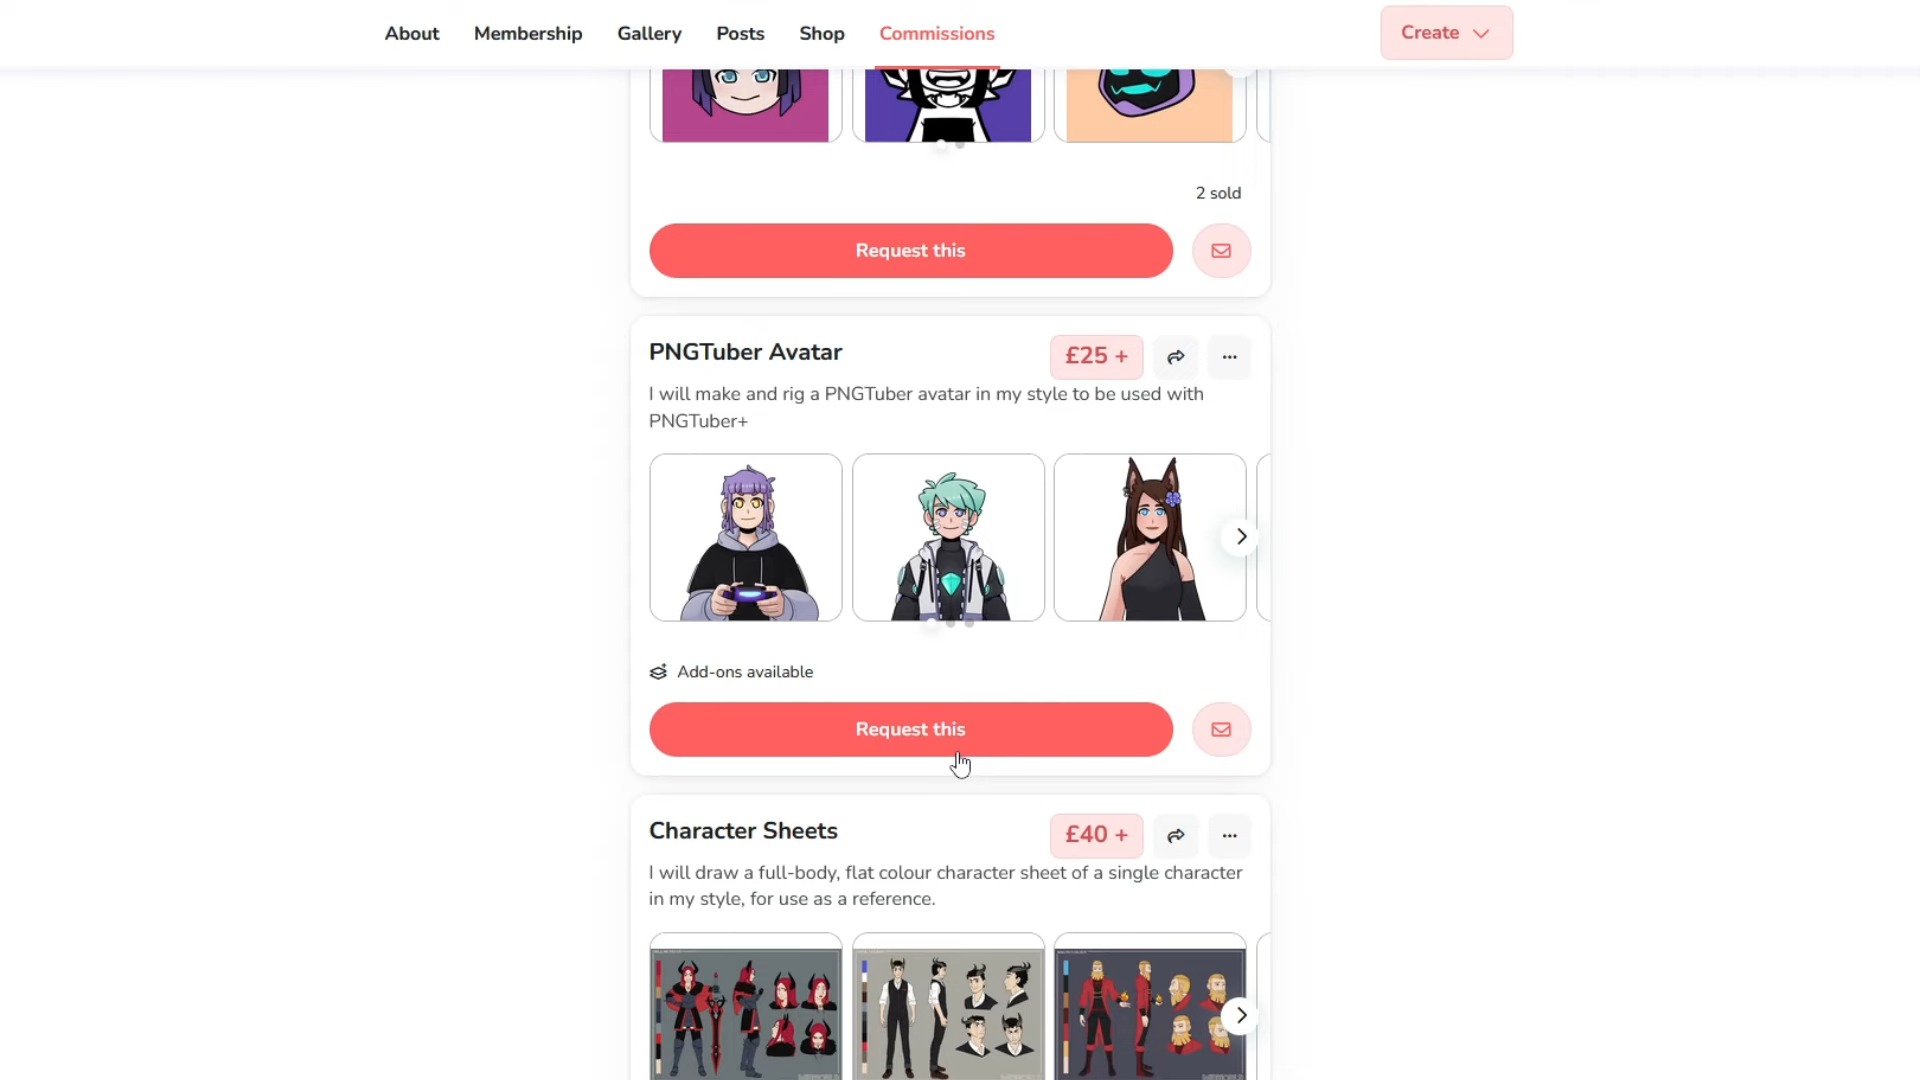 About Membership Gallery Posts Shop Commissions Create
2 sold
Request this
PNGTuber Avatar
£25 +
I will make and rig a PNGTuber avatar in my style to be used with
PNGTuber+
Add-ons available
Request this
Character Sheets
£40 +
I will draw a full-body, flat colour character sheet of a single character
in my style, for use as a reference.